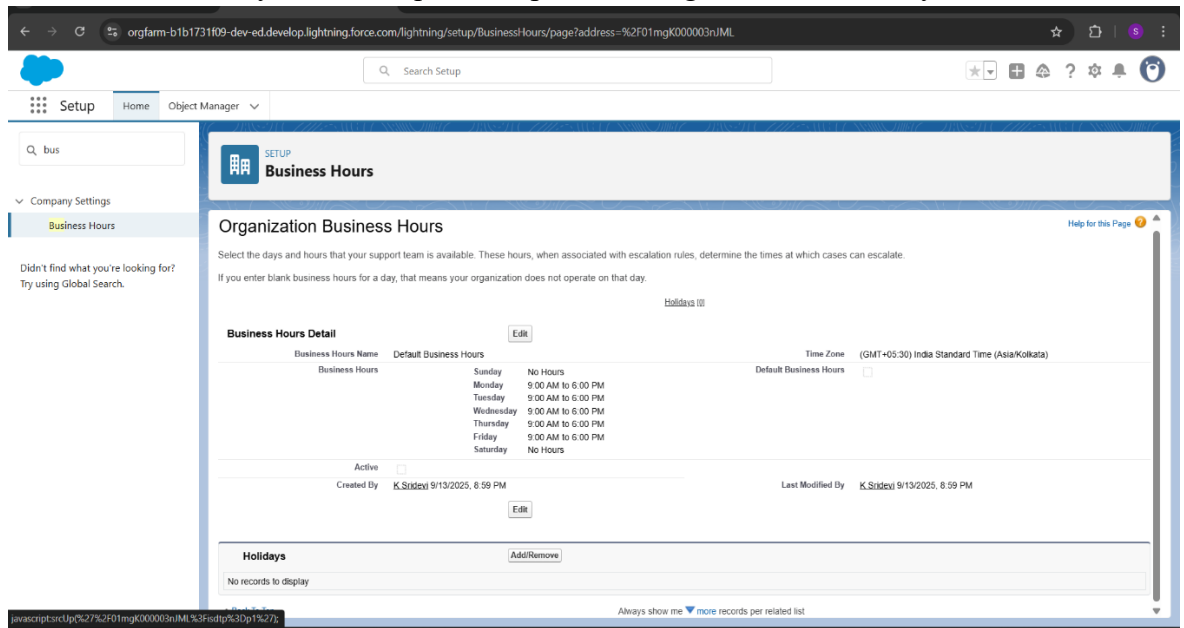 orgfarm-b1b1731f09-dev-ed.develop.lightning.force.com/lightning/setup/BusinessHours/page?address=%2F01mgK000003nJML
S
Search Setup
Setup Home Object Manager
bus
Company Settings
Business Hours
Didn't find what you're looking for?
Try using Global Search.
SETUP
Business Hours
Organization Business Hours
Help for this Page
Select the days and hours that your support team is available. These hours, when associated with escalation rules, determine the times at which cases can escalate.
If you enter blank business hours for a day, that means your organization does not operate on that day.
Holidays [0]
Business Hours Detail Edit
Business Hours Name Default Business Hours Time Zone (GMT+05:30) India Standard Time (Asia/Kolkata)
Business Hours Sunday No Hours Default Business Hours
Monday 9:00 AM to 6:00 PM
Tuesday 9:00 AM to 6:00 PM
Wednesday 9:00 AM to 6:00 PM
Thursday 9:00 AM to 6:00 PM
Friday 9:00 AM to 6:00 PM
Saturday No Hours
Active
Created By K Sridevi 9/13/2025, 8:59 PM Last Modified By K Sridevi 9/13/2025, 8:59 PM
Edit
Holidays Add/Remove
No records to display
Always show me more records per related list
javascript:srcUp(%27%2F01mgK000003nJML%3Fisdtp%3Dp1%27);